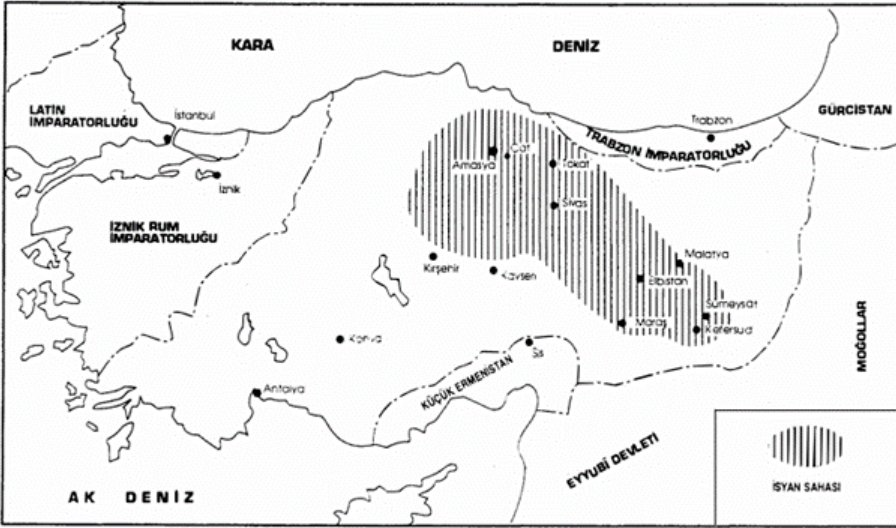 KARA DENİZ
LATİN
İMPARATORLUĞU
İstanbul
Trabzon
GÜRCİSTAN
TRABZON İMPARATORLUĞU
Amasya
Çat
Tokat
İznik
Sivas
İZNİK RUM
İMPARATORLUĞU
Malatya
Kırşehir
Kayseri
Elbistan
Sümeysat
Maraş
Kefersud
Konya
Sis
MOĞOLLAR
KÜÇÜK ERMENİSTAN
Antalya
EYYUBİ DEVLETİ
İSYAN SAHASI
AK DENİZ